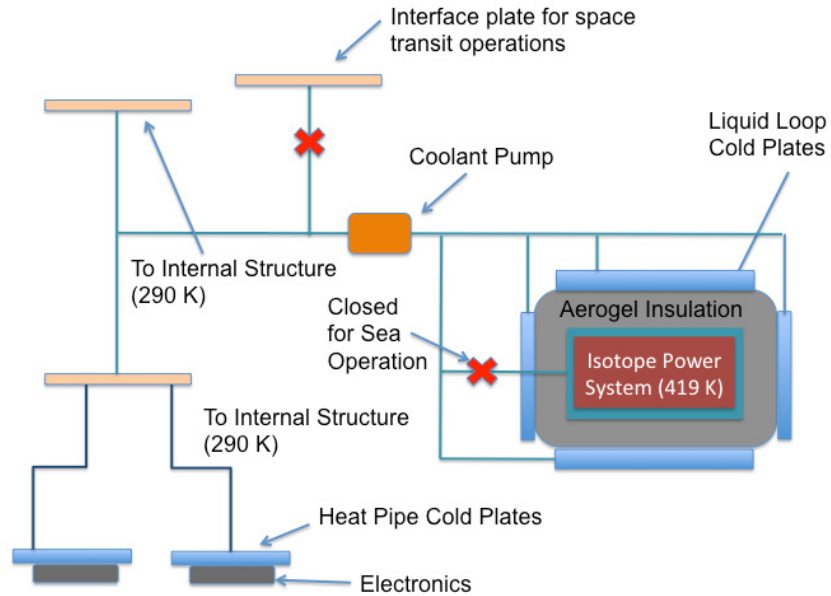 Interface plate for space
transit operations
Liquid Loop
Cold Plates
Coolant Pump
To Internal Structure
(290 K)
Closed
for Sea
Operation
Aerogel Insulation
Isotope Power
System (419 K)
To Internal Structure
(290 K)
Heat Pipe Cold Plates
Electronics